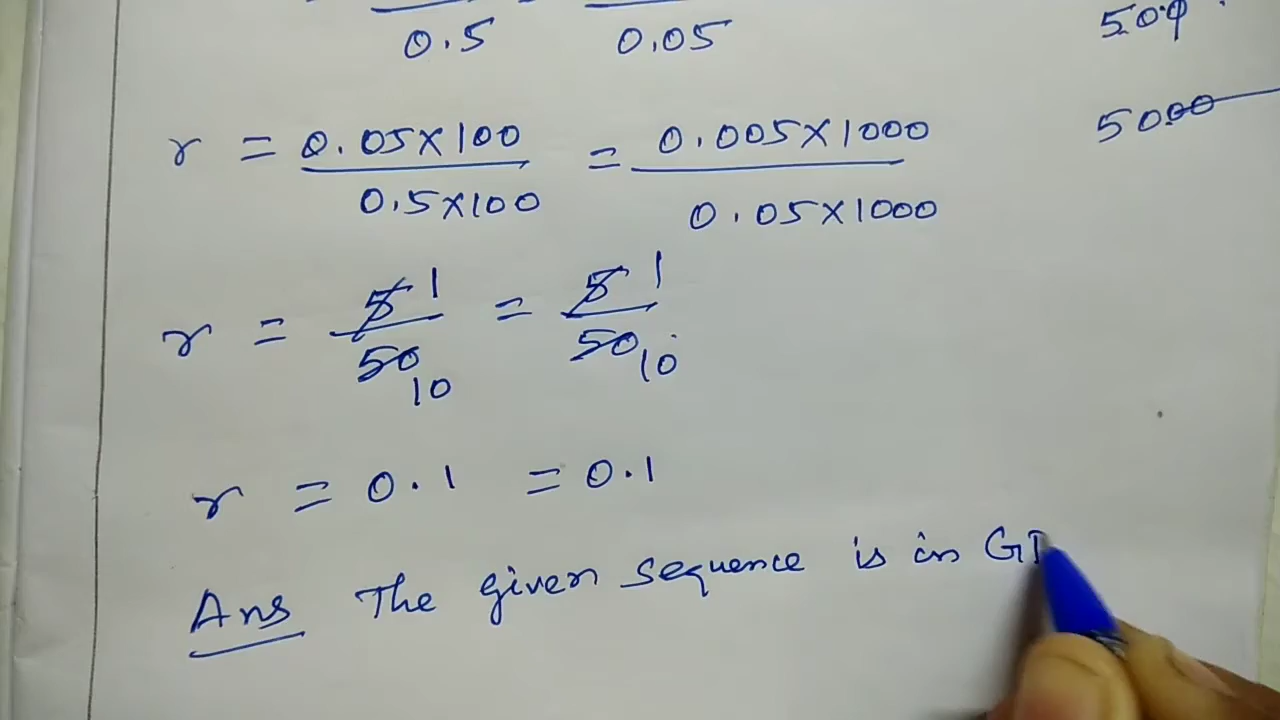 0.5 0.05
500
r = 0.05×100 / 0.5×100 = 0.005×1000 / 0.05×1000
5000
r = 5 1 / 50 10 = 5 1 / 50 10
r = 0.1 = 0.1
Ans The given sequence is in G